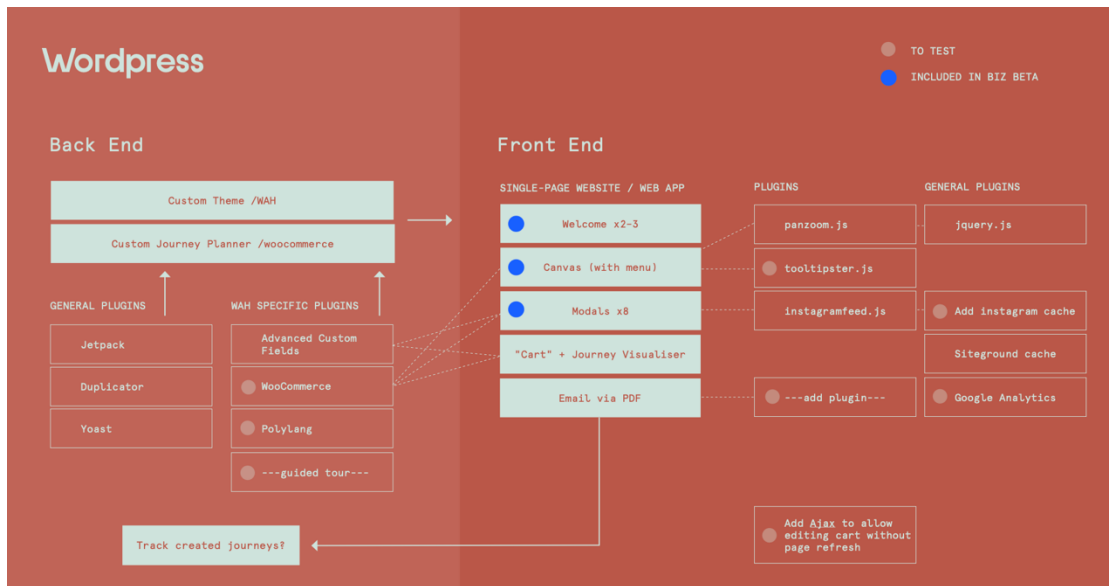 Wordpress
TO TEST
INCLUDED IN BIZ BETA
Back End
Custom Theme /WAH
Custom Journey Planner /woocommerce
GENERAL PLUGINS
Jetpack
Duplicator
Yoast
WAH SPECIFIC PLUGINS
Advanced Custom
Fields
WooCommerce
Polylang
---guided tour---
Track created journeys?
Front End
SINGLE-PAGE WEBSITE / WEB APP
Welcome x2-3
Canvas (with menu)
Modals x8
"Cart" + Journey Visualiser
Email via PDF
PLUGINS
panzoom.js
tooltipster.js
instagramfeed.js
---add plugin---
GENERAL PLUGINS
jquery.js
Add instagram cache
Siteground cache
Google Analytics
Add Ajax to allow
editing cart without
page refresh